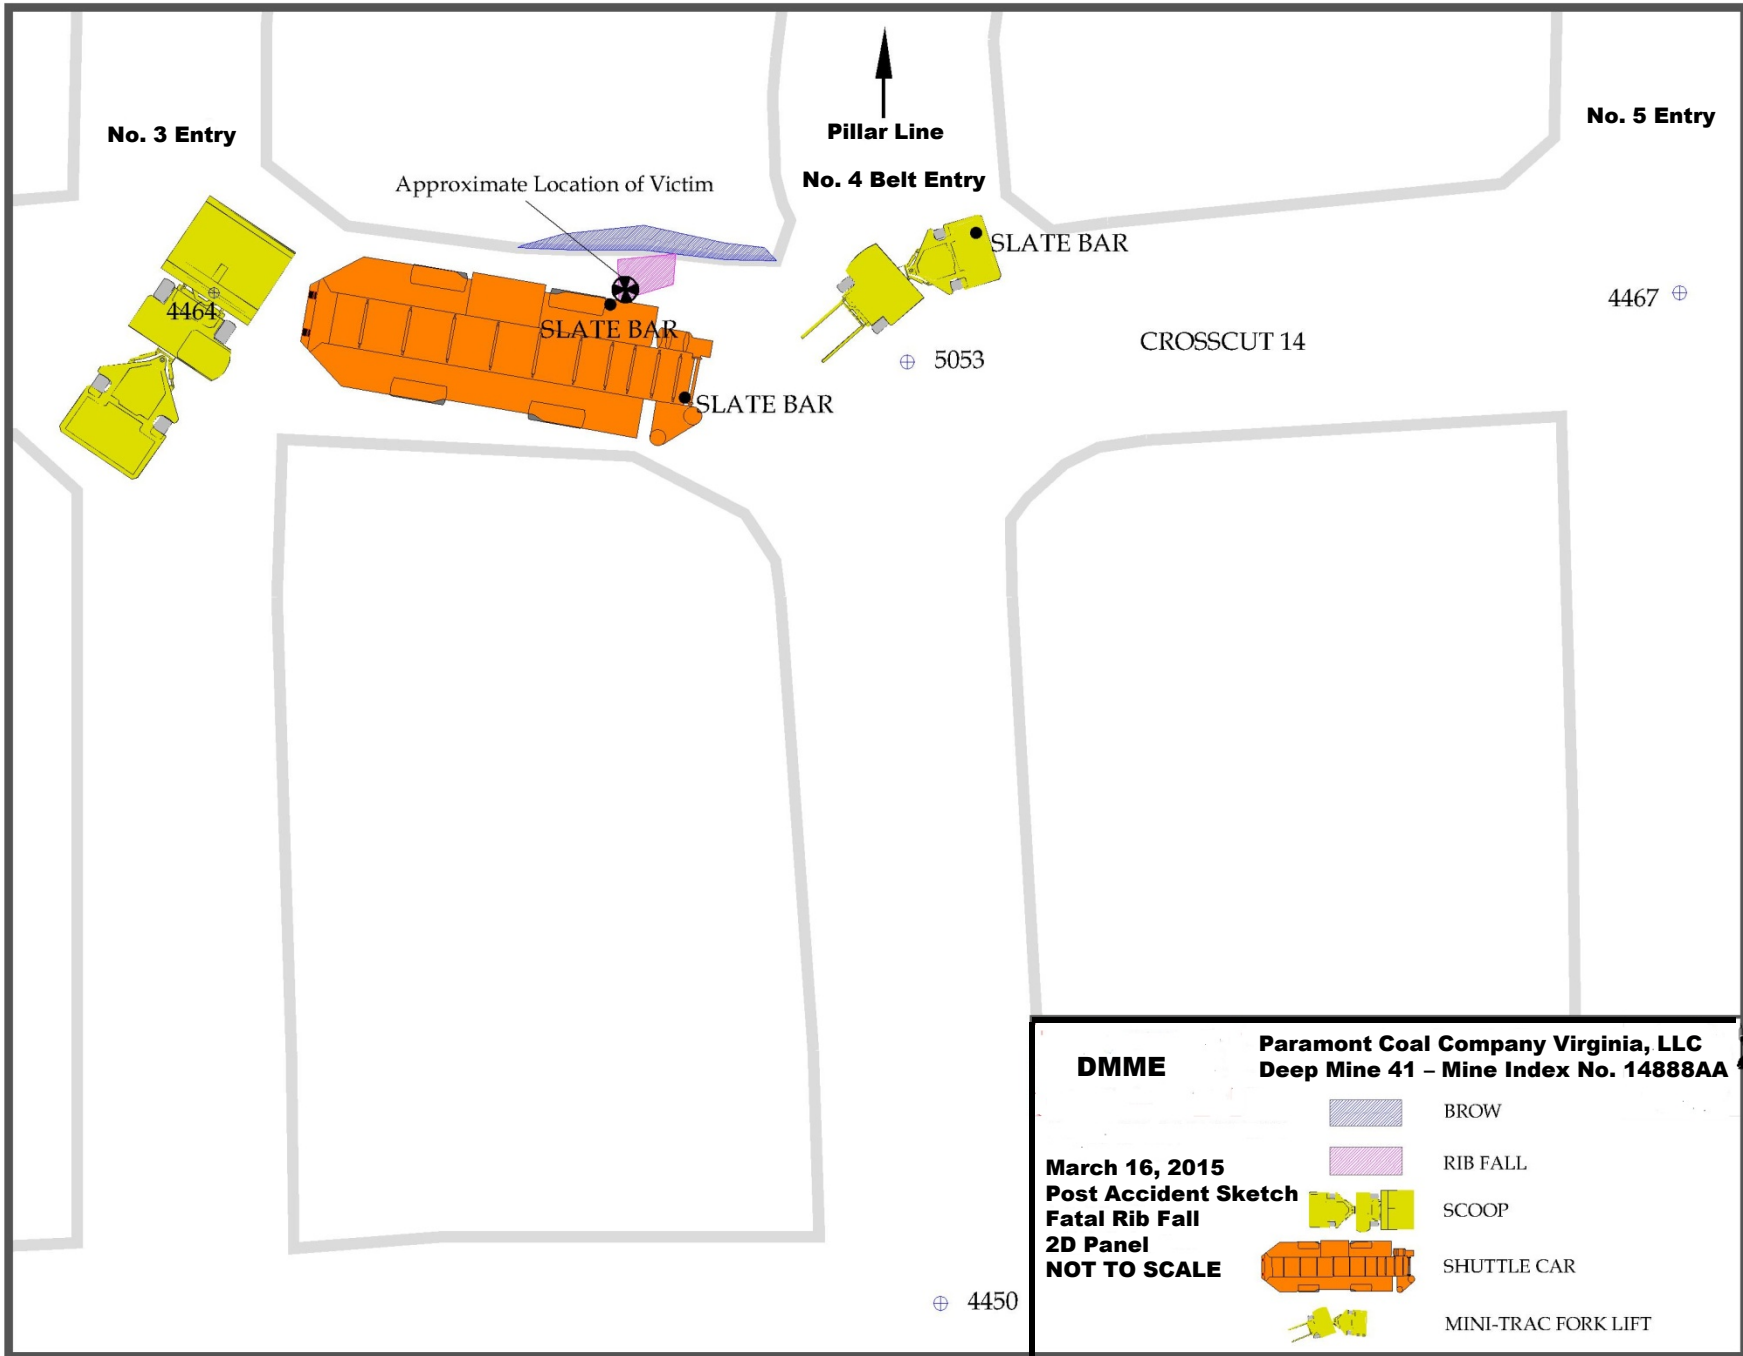 No. 3 Entry
Pillar Line
No. 5 Entry
Approximate Location of Victim
No. 4 Belt Entry
SLATE BAR
4464
SLATE BAR
4467
5053
CROSSCUT 14
SLATE BAR
DMME
Paramont Coal Company Virginia, LLC
Deep Mine 41 – Mine Index No. 14888AA
BROW
RIB FALL
SCOOP
SHUTTLE CAR
MINI-TRAC FORK LIFT
March 16, 2015
Post Accident Sketch
Fatal Rib Fall
2D Panel
NOT TO SCALE
4450